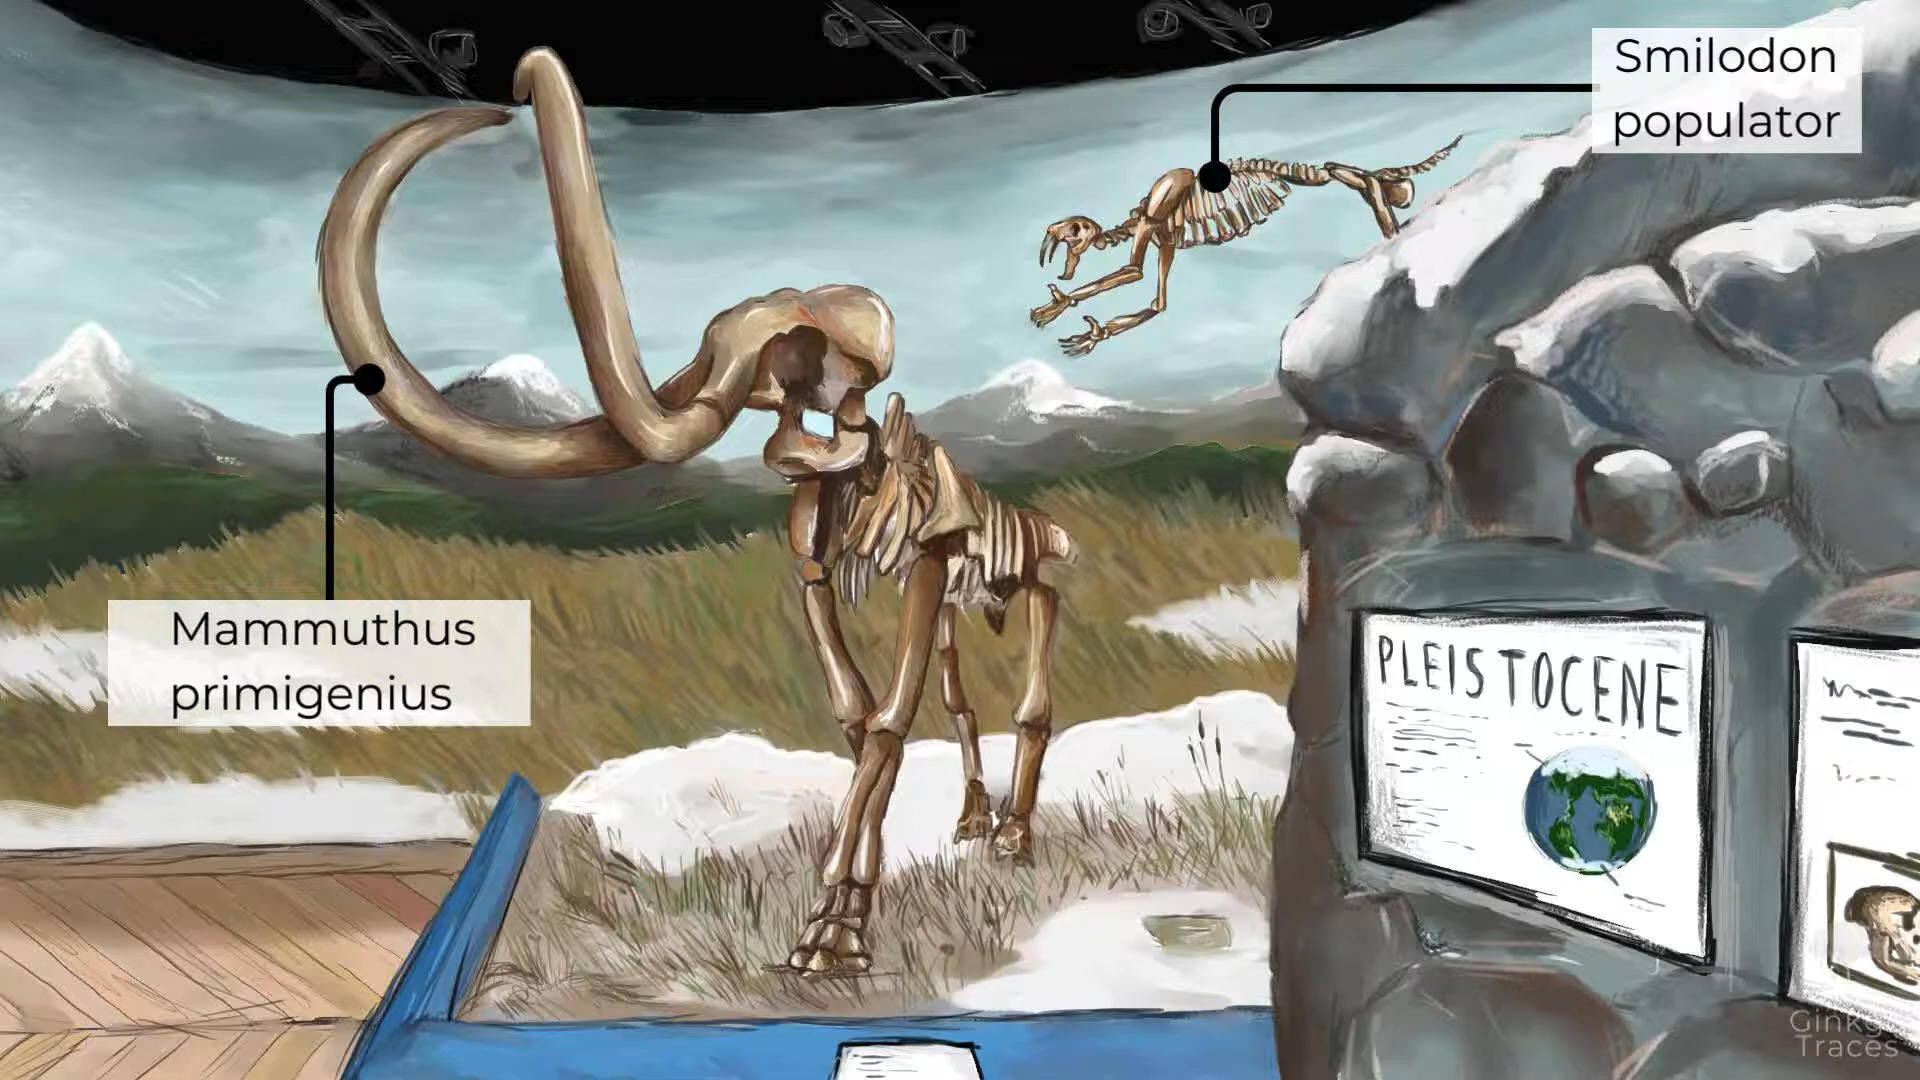 Smilodon
populator
Mammuthus
primigenius
PLEISTOCENE
Ginkgo
Traces